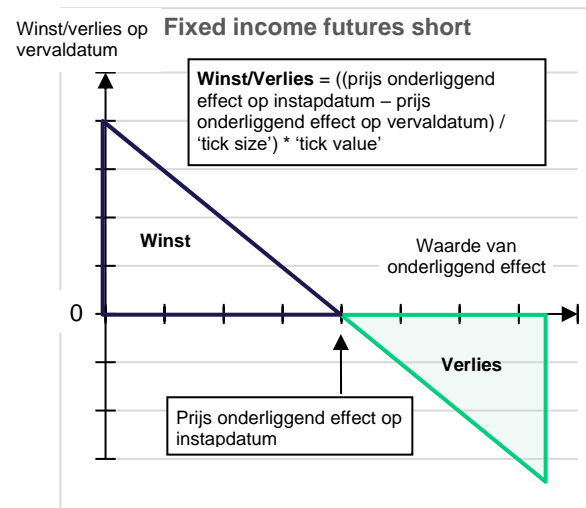 Fixed income futures short
Winst/verlies op
vervaldatum
Winst/Verlies = ((prijs onderliggend
effect op instapdatum – prijs
onderliggend effect op vervaldatum) /
‘tick size’) * ‘tick value’
Winst
Waarde van
onderliggend effect
0
Verlies
Prijs onderliggend effect op
instapdatum